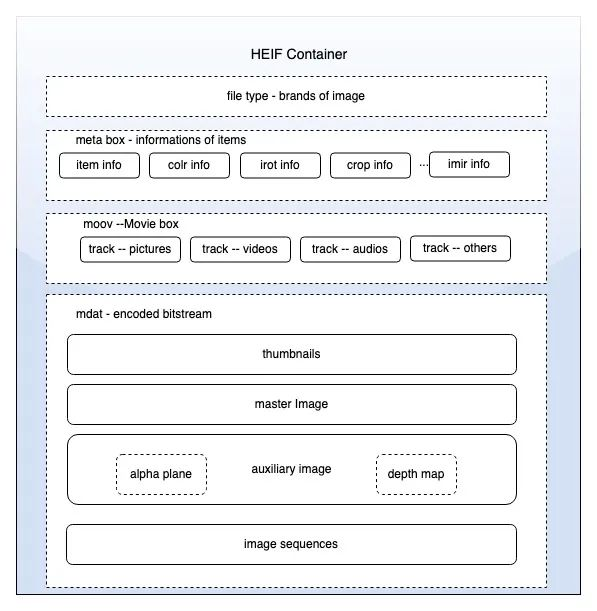 HEIF Container
file type - brands of image
meta box - informations of items
item info colr info irot info crop info ... imir info
moov --Movie box
track -- pictures track -- videos track -- audios track -- others
mdat - encoded bitstream
thumbnails
master Image
alpha plane auxiliary image depth map
image sequences